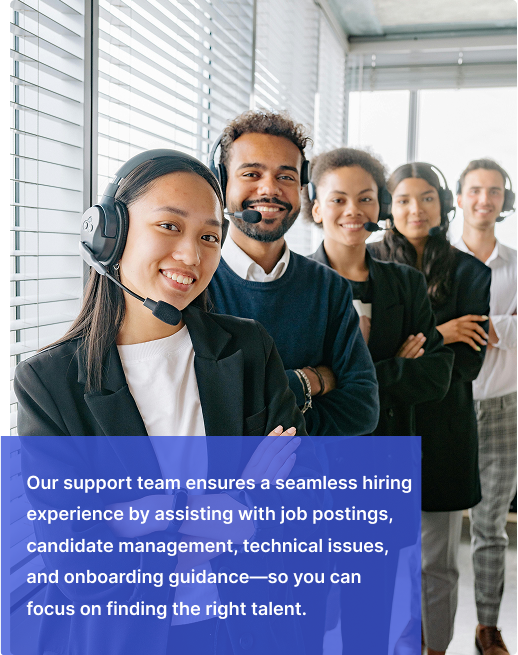 Our support team ensures a seamless hiring
experience by assisting with job postings,
candidate management, technical issues,
and onboarding guidance—so you can
focus on finding the right talent.